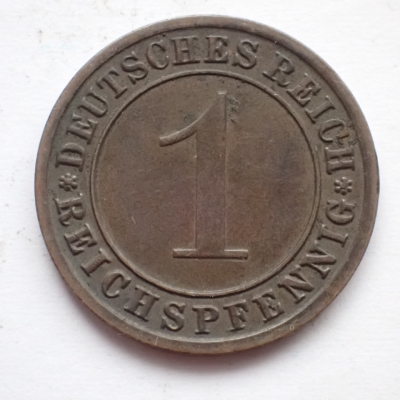 DEUTSCHES REICH
1
* REICHSPFENNIG *